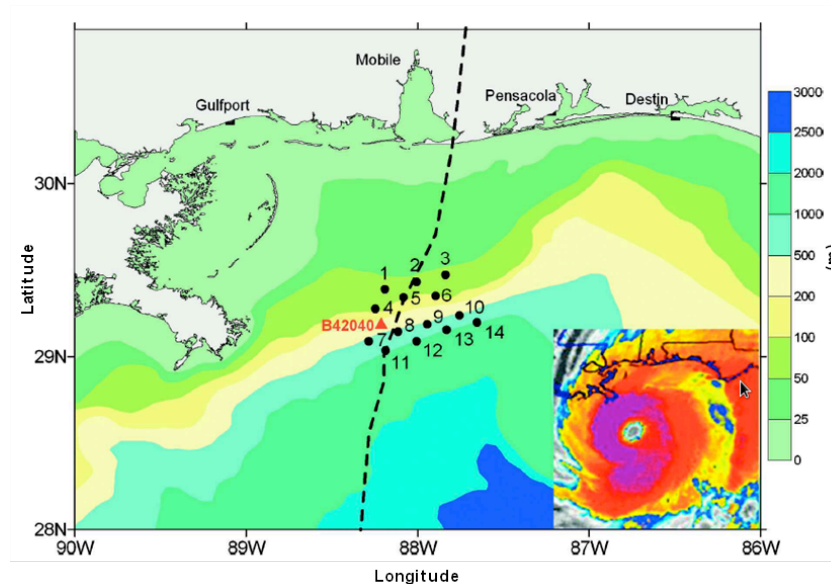 Mobile
Gulfport
Pensacola
Destin
3000
2500
2000
1000
500
200
100
50
25
0
(m)
30N
29N
28N
Latitude
1
2
3
4
5
6
B42040
7
8
9
10
11
12
13
14
90W
89W
88W
87W
86W
Longitude